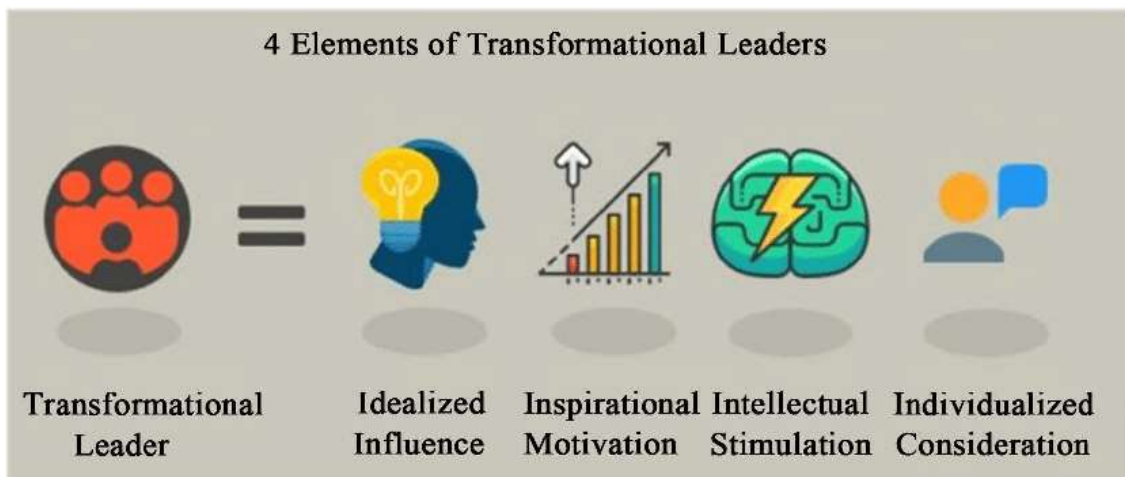 4 Elements of Transformational Leaders
Transformational Leader
Idealized Influence
Inspirational Motivation
Intellectual Stimulation
Individualized Consideration